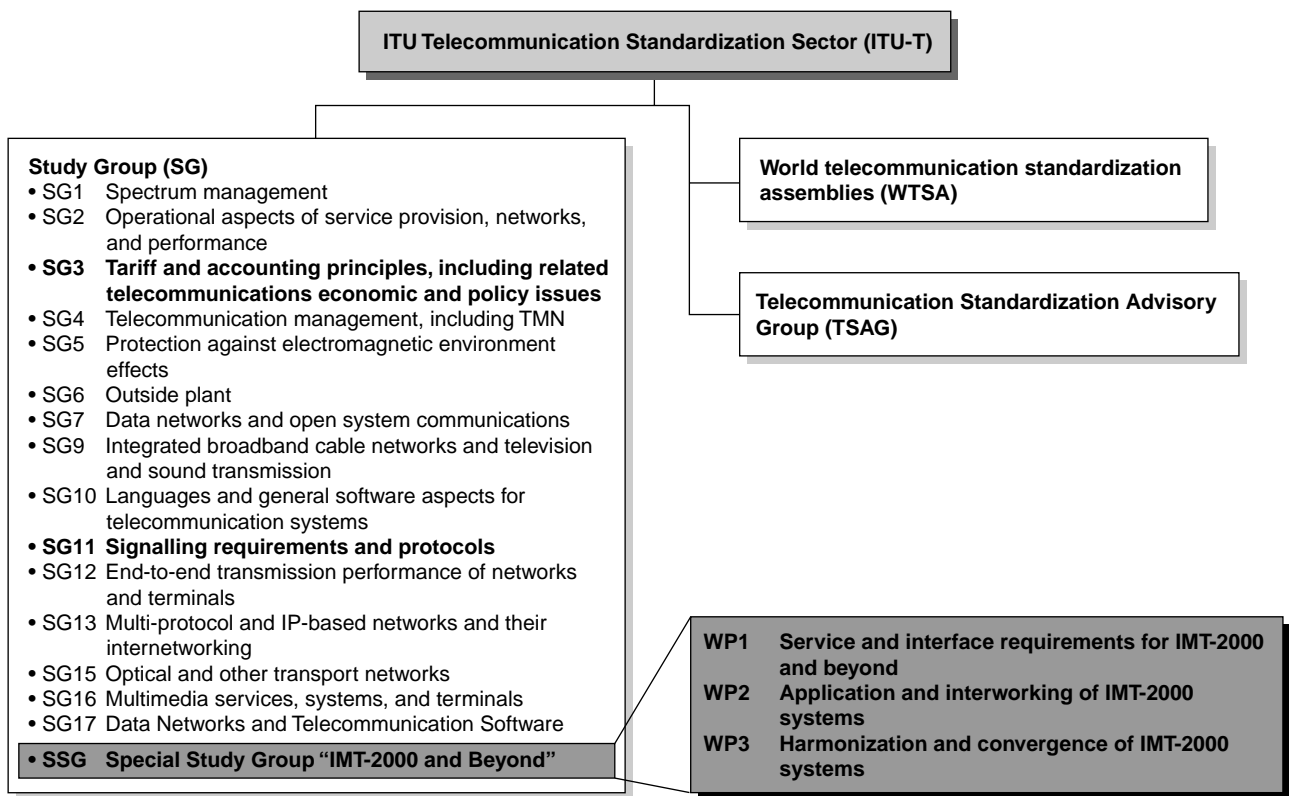 ITU Telecommunication Standardization Sector (ITU-T)
Study Group (SG)
• SG1 Spectrum management
• SG2 Operational aspects of service provision, networks,
and performance
• SG3 Tariff and accounting principles, including related
telecommunications economic and policy issues
• SG4 Telecommunication management, including TMN
• SG5 Protection against electromagnetic environment
effects
• SG6 Outside plant
• SG7 Data networks and open system communications
• SG9 Integrated broadband cable networks and television
and sound transmission
• SG10 Languages and general software aspects for
telecommunication systems
• SG11 Signalling requirements and protocols
• SG12 End-to-end transmission performance of networks
and terminals
• SG13 Multi-protocol and IP-based networks and their
internetworking
• SG15 Optical and other transport networks
• SG16 Multimedia services, systems, and terminals
• SG17 Data Networks and Telecommunication Software
• SSG Special Study Group “IMT-2000 and Beyond”
World telecommunication standardization
assemblies (WTSA)
Telecommunication Standardization Advisory
Group (TSAG)
WP1 Service and interface requirements for IMT-2000
and beyond
WP2 Application and interworking of IMT-2000
systems
WP3 Harmonization and convergence of IMT-2000
systems